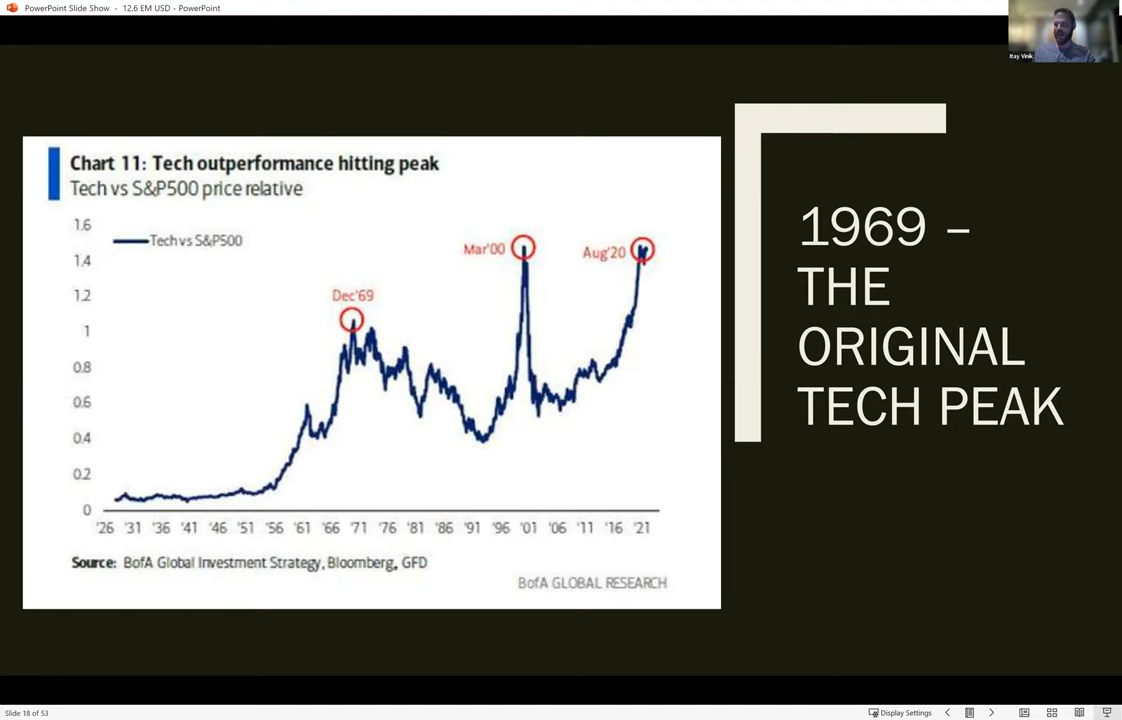 PowerPoint Slide Show - 12.6 EM USD - PowerPoint
Itay Vinik
Chart 11: Tech outperformance hitting peak
Tech vs S&P500 price relative
1.6
1.4
1.2
1
0.8
0.6
0.4
0.2
0
Tech vs S&P500
Dec'69
Mar'00
Aug'20
'26 '31 '36 '41 '46 '51 '56 '61 '66 '71 '76 '81 '86 '91 '96 '01 '06 '11 '16 '21
Source: BofA Global Investment Strategy, Bloomberg, GFD
BofA GLOBAL RESEARCH
1969 –
THE
ORIGINAL
TECH PEAK
Slide 18 of 53
Display Settings